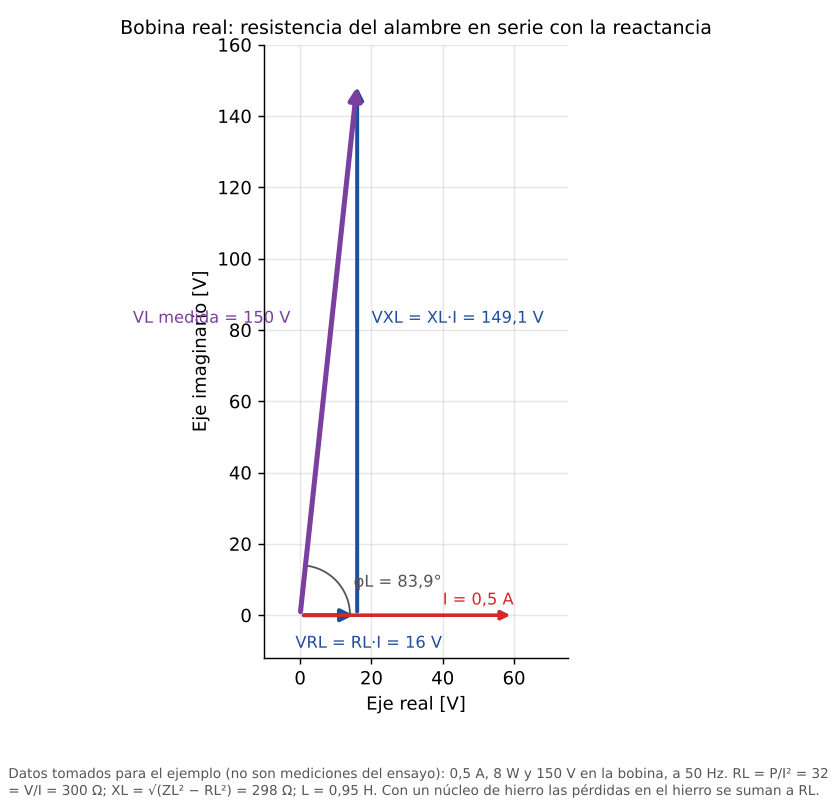 Bobina real: resistencia del alambre en serie con la reactancia
160
140
120
100
80
60
40
20
0
Eje imaginario [V]
VL medida = 150 V
VXL = XL·I = 149,1 V
φL = 83,9°
I = 0,5 A
VRL = RL·I = 16 V
0 20 40 60
Eje real [V]
Datos tomados para el ejemplo (no son mediciones del ensayo): 0,5 A, 8 W y 150 V en la bobina, a 50 Hz. RL = P/I² = 32
= V/I = 300 Ω; XL = √(ZL² − RL²) = 298 Ω; L = 0,95 H. Con un núcleo de hierro las pérdidas en el hierro se suman a RL.